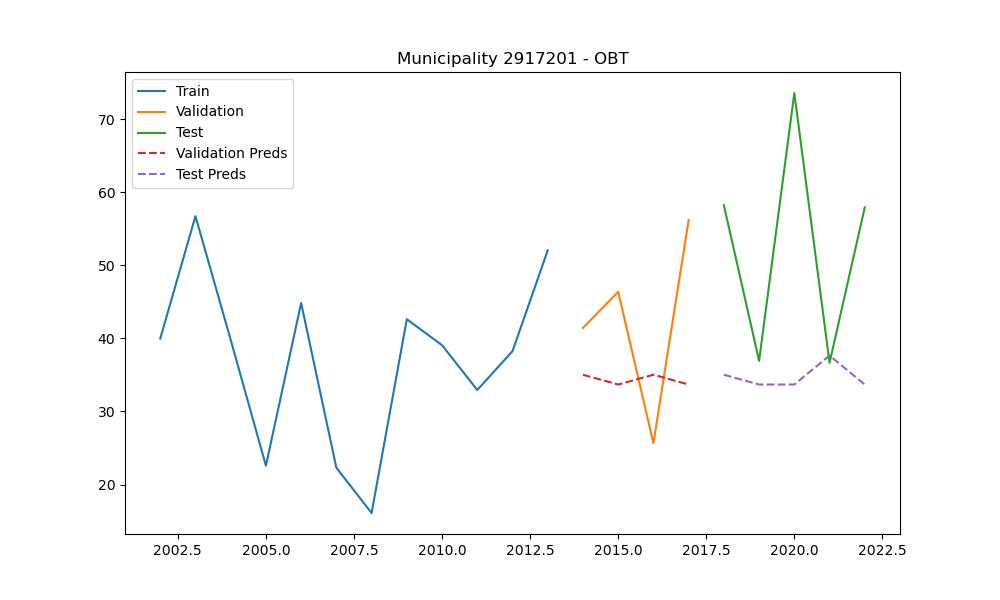 Municipality 2917201 - OBT
Train
Validation
Test
Validation Preds
Test Preds
70
60
50
40
30
20
2002.5 2005.0 2007.5 2010.0 2012.5 2015.0 2017.5 2020.0 2022.5